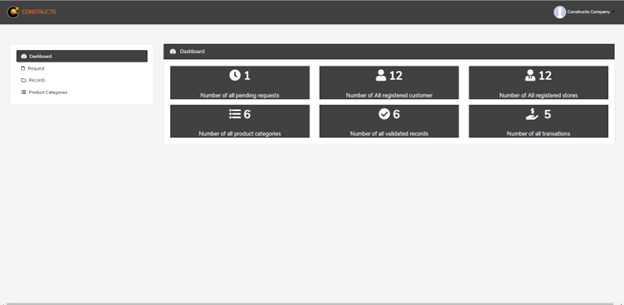 CONSTRUCTO
Constructo Company
Dashboard
Request
Records
Product Categories
Dashboard
1
Number of all pending requests
12
Number of All registered customer
12
Number of All registered stores
6
Number of all product categories
6
Number of all validated records
5
Number of all transations